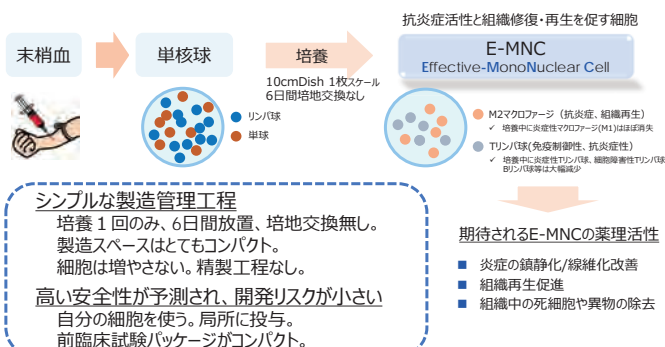 抗炎症活性と組織修復・再生を促す細胞
末梢血
単核球
培養
10cmDish 1枚スケール
6日間培地交換なし
E-MNC
Effective-MonoNuclear Cell
リンパ球
単球
M2マクロファージ（抗炎症、組織再生）
✓ 培養中に炎症性マクロファージ(M1)はほぼ消失
Tリンパ球(免疫制御性、抗炎症性)
✓ 培養中に炎症性Tリンパ球、細胞障害性Tリンパ球
Bリンパ球等は大幅減少
シンプルな製造管理工程
培養１回のみ、6日間放置、培地交換無し。
製造スペースはとてもコンパクト。
細胞は増やさない。精製工程なし。
高い安全性が予測され、開発リスクが小さい
自分の細胞を使う。局所に投与。
前臨床試験パッケージがコンパクト。
期待されるE-MNCの薬理活性
■ 炎症の鎮静化/線維化改善
■ 組織再生促進
■ 組織中の死細胞や異物の除去